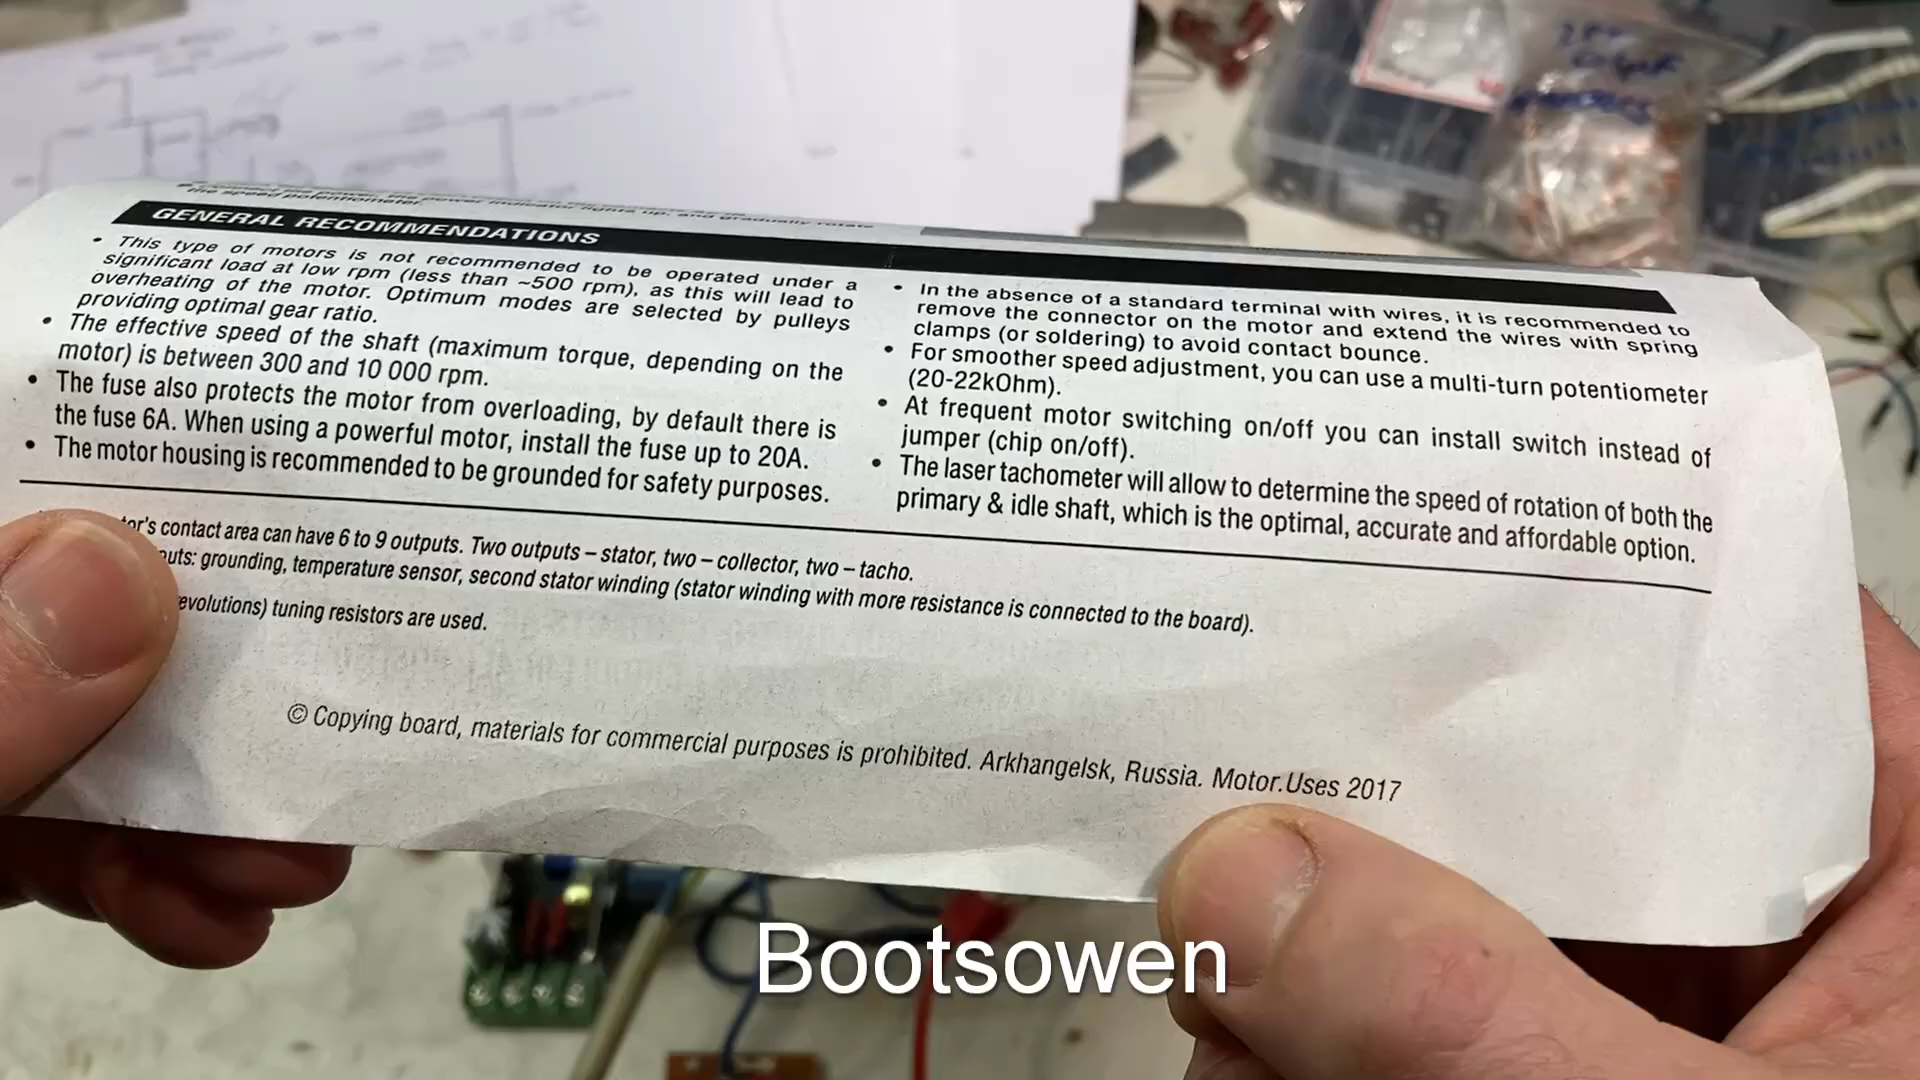 the speed potentiometer.
GENERAL RECOMMENDATIONS
• This type of motors is not recommended to be operated under a
significant load at low rpm (less than ~500 rpm), as this will lead to
overheating of the motor. Optimum modes are selected by pulleys
providing optimal gear ratio.
• The effective speed of the shaft (maximum torque, depending on the
motor) is between 300 and 10 000 rpm.
• The fuse also protects the motor from overloading, by default there is
the fuse 6A. When using a powerful motor, install the fuse up to 20A.
• The motor housing is recommended to be grounded for safety purposes.
• In the absence of a standard terminal with wires, it is recommended to
remove the connector on the motor and extend the wires with spring
clamps (or soldering) to avoid contact bounce.
• For smoother speed adjustment, you can use a multi-turn potentiometer
(20-22kOhm).
• At frequent motor switching on/off you can install switch instead of
jumper (chip on/off).
• The laser tachometer will allow to determine the speed of rotation of both the
primary & idle shaft, which is the optimal, accurate and affordable option.
contact area can have 6 to 9 outputs. Two outputs – stator, two – collector, two – tacho.
grounding, temperature sensor, second stator winding (stator winding with more resistance is connected to the board).
tuning resistors are used.
© Copying board, materials for commercial purposes is prohibited. Arkhangelsk, Russia. Motor.Uses 2017
Bootsowen